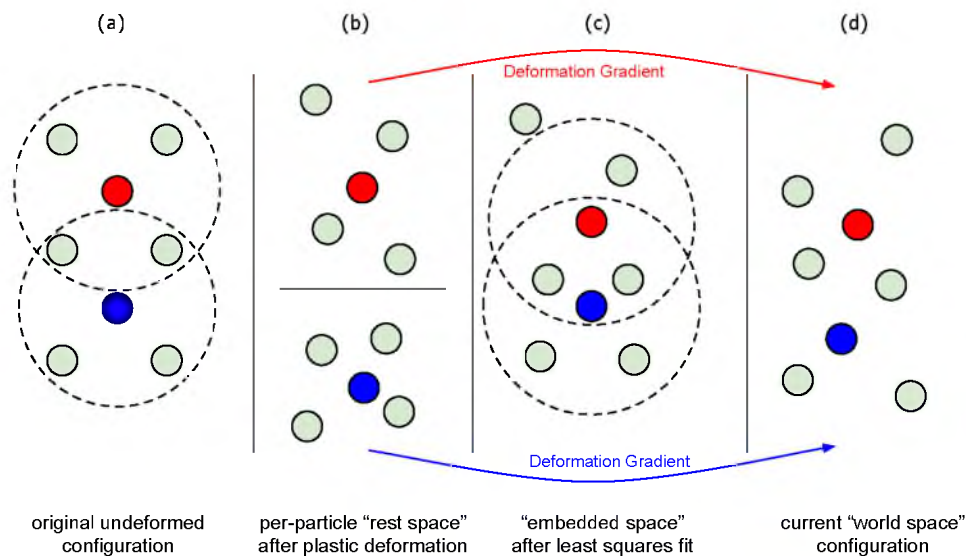 (a)
(b)
(c)
(d)
Deformation Gradient
Deformation Gradient
original undeformed
configuration
per-particle “rest space”
after plastic deformation
“embedded space”
after least squares fit
current “world space”
configuration